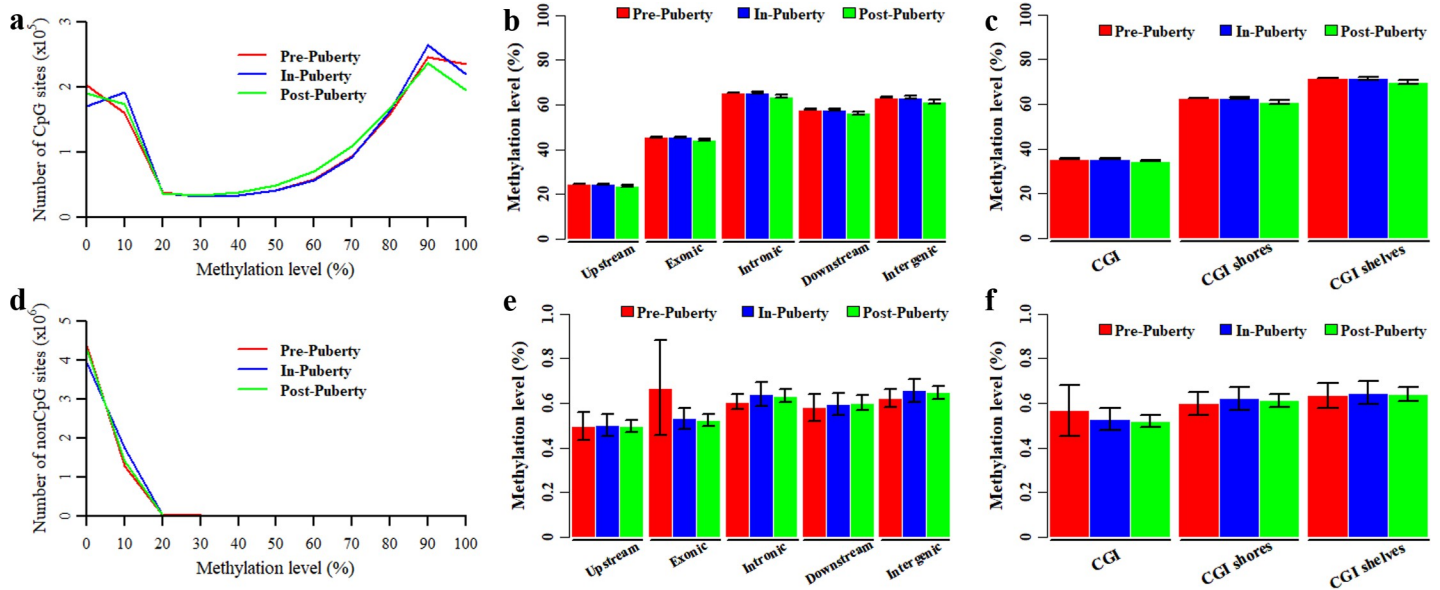 a
Number of CpG sites (x10⁵)
3
2
1
0
Pre-Puberty
In-Puberty
Post-Puberty
0 10 20 30 40 50 60 70 80 90 100
Methylation level (%)
b
Methylation level (%)
100
80
60
40
20
0
Pre-Puberty In-Puberty Post-Puberty
Upstream Exonic Intronic Downstream Intergenic
c
Methylation level (%)
100
80
60
40
20
0
Pre-Puberty In-Puberty Post-Puberty
CGI CGI shores CGI shelves
d
Number of nonCpG sites (x10⁶)
5
4
3
2
1
0
Pre-Puberty
In-Puberty
Post-Puberty
0 10 20 30 40 50 60 70 80 90 100
Methylation level (%)
e
Methylation level (%)
1.0
0.8
0.6
0.4
0.2
0
Pre-Puberty In-Puberty Post-Puberty
Upstream Exonic Intronic Downstream Intergenic
f
Methylation level (%)
1.0
0.8
0.6
0.4
0.2
0
Pre-Puberty In-Puberty Post-Puberty
CGI CGI shores CGI shelves